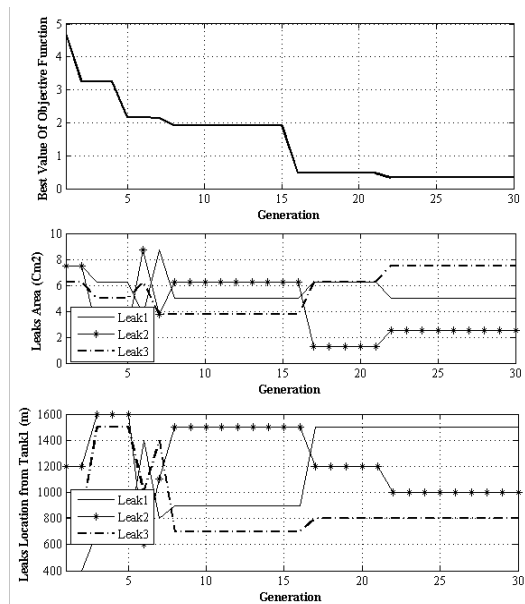 5
4
3
2
1
0
Best Value Of Objective Function
5 10 15 20 25 30
Generation
10
8
6
4
2
0
Leaks Area (Cm2)
Leak1
Leak2
Leak3
5 10 15 20 25 30
Generation
1600
1400
1200
1000
800
600
400
Leaks Location from Tank1 (m)
Leak1
Leak2
Leak3
5 10 15 20 25 30
Generation